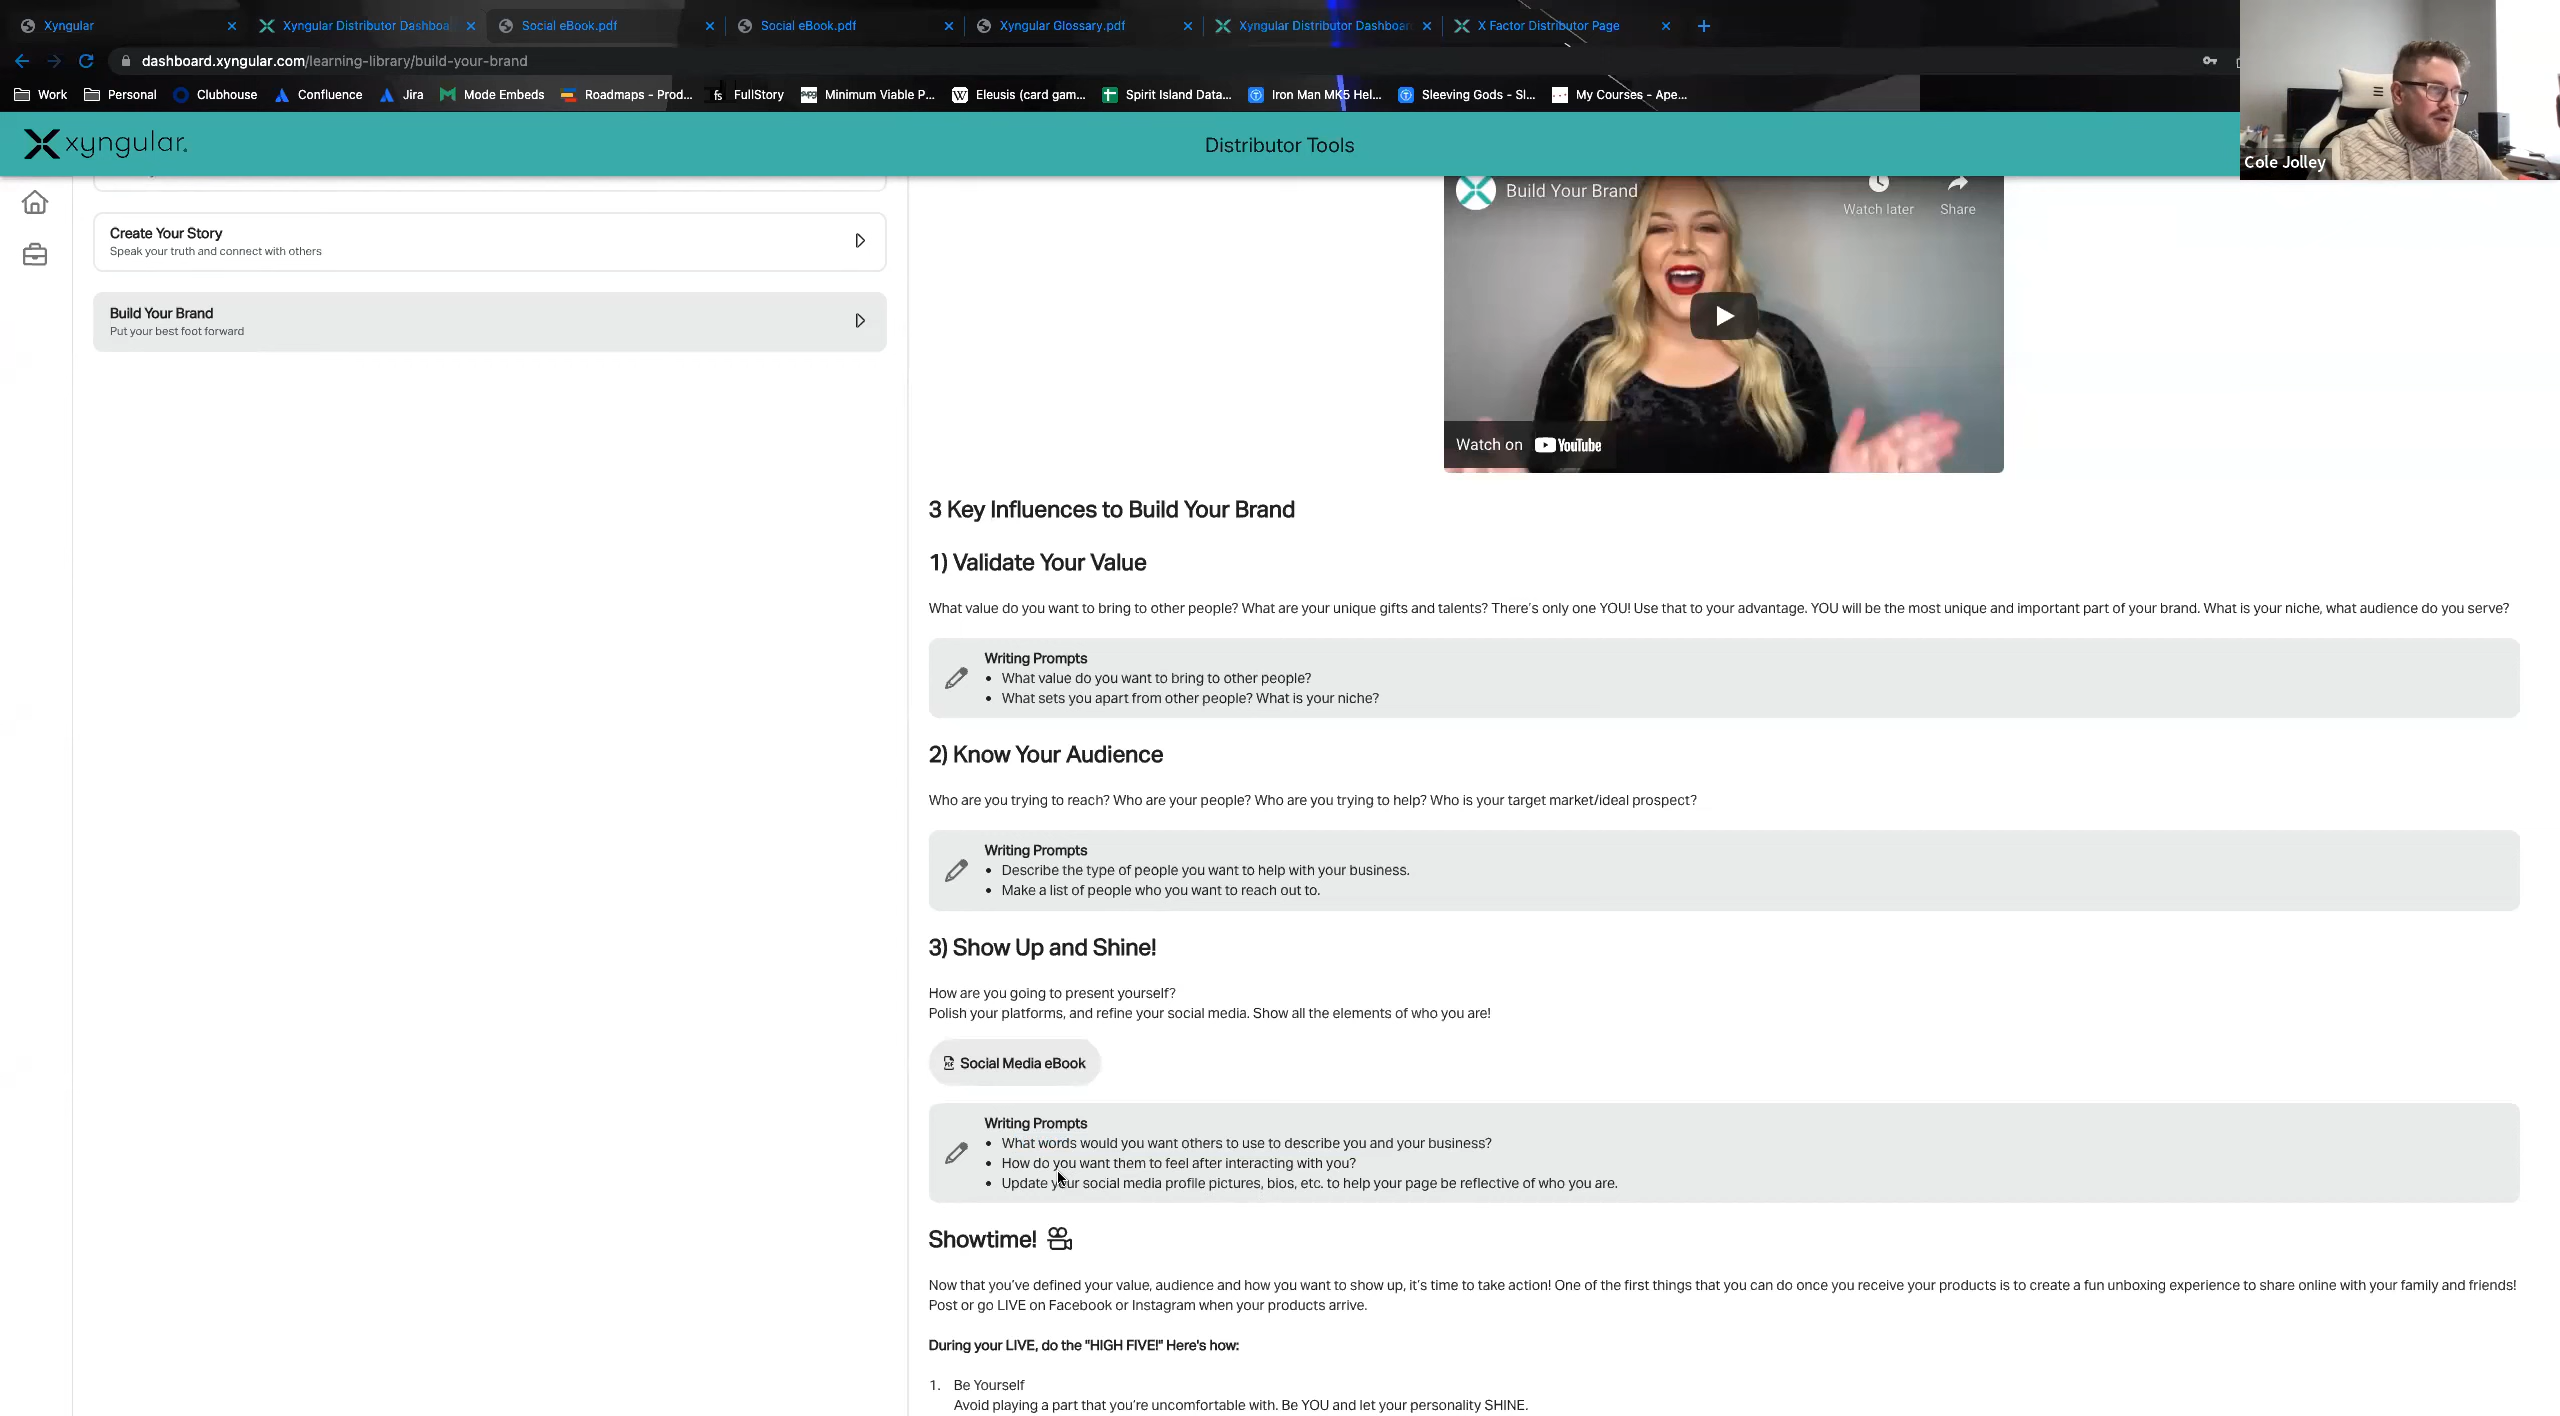 Xyngular
Xyngular Distributor Dashboa
Social eBook.pdf
Social eBook.pdf
Xyngular Glossary.pdf
Xyngular Distributor Dashboar
X Factor Distributor Page
dashboard.xyngular.com/learning-library/build-your-brand
Work
Personal
Clubhouse
Confluence
Jira
Mode Embeds
Roadmaps - Prod...
FullStory
Minimum Viable P...
Eleusis (card gam...
Spirit Island Data...
Iron Man MK5 Hel...
Sleeving Gods - Sl...
My Courses - Ape...
xyngular.
Distributor Tools
Cole Jolley
Create Your Story
Speak your truth and connect with others
Build Your Brand
Put your best foot forward
Build Your Brand
Watch later
Share
Watch on YouTube
3 Key Influences to Build Your Brand
1) Validate Your Value
What value do you want to bring to other people? What are your unique gifts and talents? There's only one YOU! Use that to your advantage. YOU will be the most unique and important part of your brand. What is your niche, what audience do you serve?
Writing Prompts
• What value do you want to bring to other people?
• What sets you apart from other people? What is your niche?
2) Know Your Audience
Who are you trying to reach? Who are your people? Who are you trying to help? Who is your target market/ideal prospect?
Writing Prompts
• Describe the type of people you want to help with your business.
• Make a list of people who you want to reach out to.
3) Show Up and Shine!
How are you going to present yourself?
Polish your platforms, and refine your social media. Show all the elements of who you are!
Social Media eBook
Writing Prompts
• What words would you want others to use to describe you and your business?
• How do you want them to feel after interacting with you?
• Update your social media profile pictures, bios, etc. to help your page be reflective of who you are.
Showtime!
Now that you've defined your value, audience and how you want to show up, it's time to take action! One of the first things that you can do once you receive your products is to create a fun unboxing experience to share online with your family and friends!
Post or go LIVE on Facebook or Instagram when your products arrive.
During your LIVE, do the "HIGH FIVE!" Here's how:
1. Be Yourself
Avoid playing a part that you're uncomfortable with. Be YOU and let your personality SHINE.